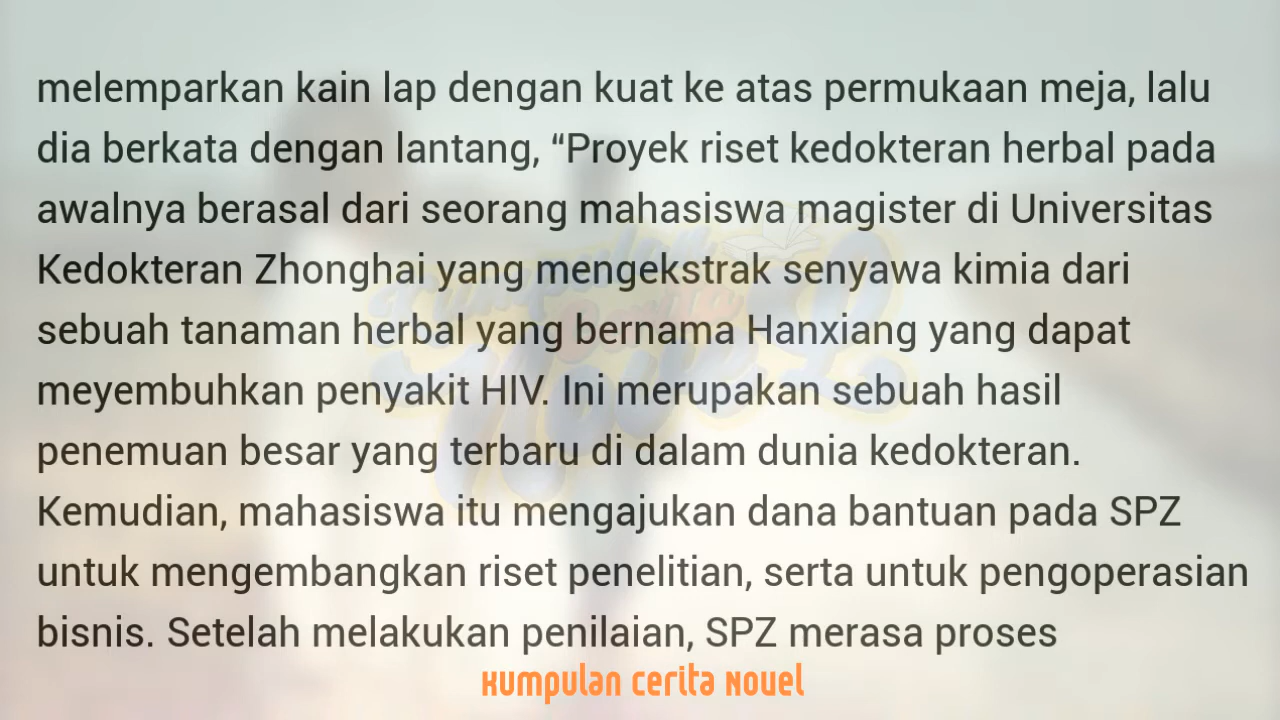 melemparkan kain lap dengan kuat ke atas permukaan meja, lalu
dia berkata dengan lantang, “Proyek riset kedokteran herbal pada
awalnya berasal dari seorang mahasiswa magister di Universitas
Kedokteran Zhonghai yang mengekstrak senyawa kimia dari
sebuah tanaman herbal yang bernama Hanxiang yang dapat
meyembuhkan penyakit HIV. Ini merupakan sebuah hasil
penemuan besar yang terbaru di dalam dunia kedokteran.
Kemudian, mahasiswa itu mengajukan dana bantuan pada SPZ
untuk mengembangkan riset penelitian, serta untuk pengoperasian
bisnis. Setelah melakukan penilaian, SPZ merasa proses
Kumpulan Cerita Novel
Kumpulan Cerita NoveL